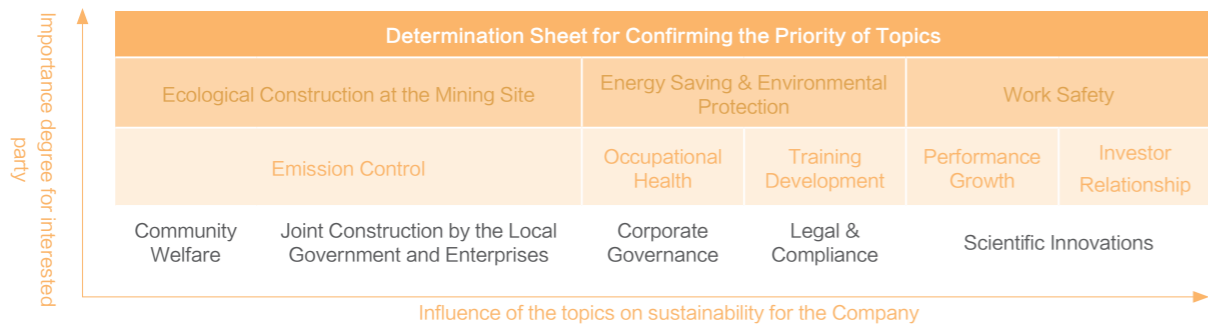 Importance degree for interested
party
Determination Sheet for Confirming the Priority of Topics
Ecological Construction at the Mining Site
Energy Saving & Environmental
Protection
Work Safety
Emission Control
Occupational
Health
Training
Development
Performance
Growth
Investor
Relationship
Community
Welfare
Joint Construction by the Local
Government and Enterprises
Corporate
Governance
Legal &
Compliance
Scientific Innovations
Influence of the topics on sustainability for the Company